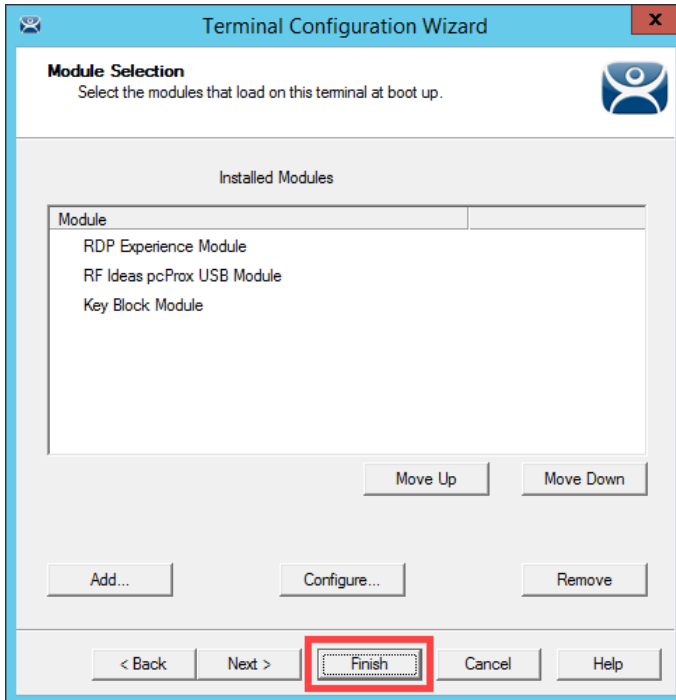 Terminal Configuration Wizard
x
Module Selection
Select the modules that load on this terminal at boot up.
Installed Modules
Module
RDP Experience Module
RF Ideas pcProx USB Module
Key Block Module
Move Up Move Down
Add... Configure... Remove
< Back Next > Finish Cancel Help